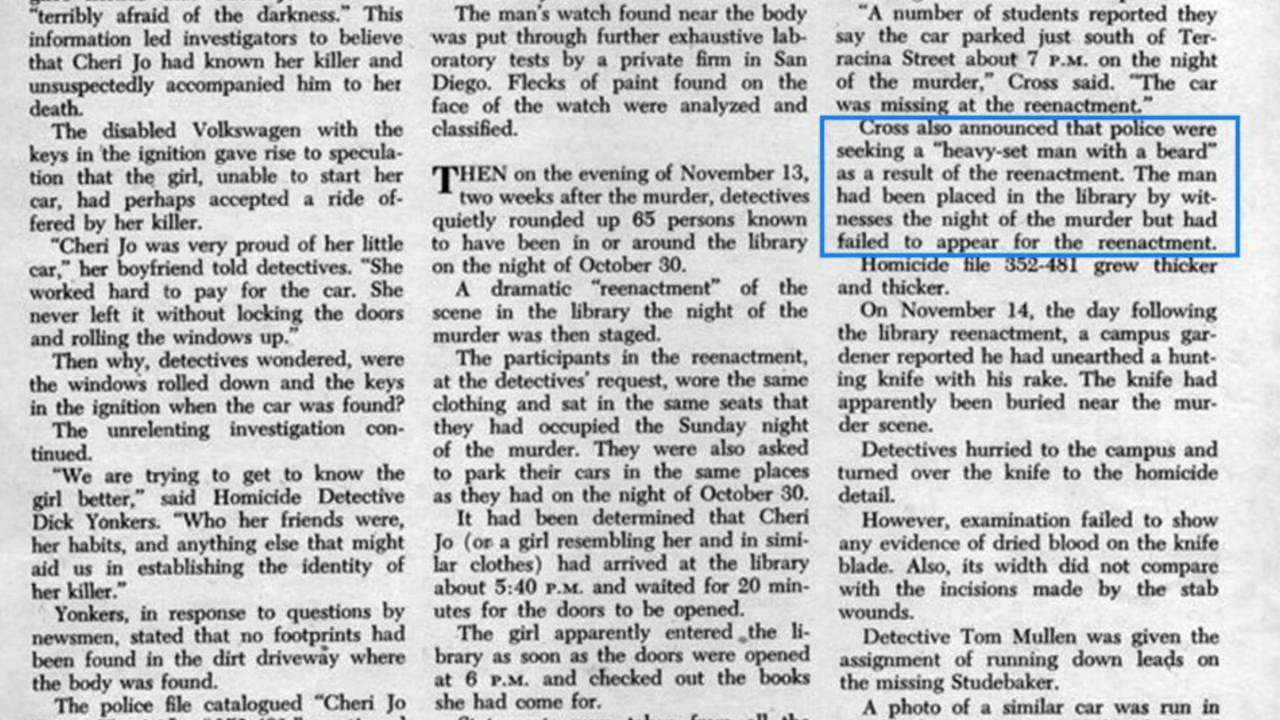 "terribly afraid of the darkness." This
information led investigators to believe
that Cheri Jo had known her killer and
unsuspectedly accompanied him to her
death.
The disabled Volkswagen with the
keys in the ignition gave rise to specula-
tion that the girl, unable to start her
car, had perhaps accepted a ride of-
fered by her killer.
"Cheri Jo was very proud of her little
car," her boyfriend told detectives. "She
worked hard to pay for the car. She
never left it without locking the doors
and rolling the windows up."
Then why, detectives wondered, were
the windows rolled down and the keys
in the ignition when the car was found?
The unrelenting investigation con-
tinued.
"We are trying to get to know the
girl better," said Homicide Detective
Dick Yonkers. "Who her friends were,
her habits, and anything else that might
aid us in establishing the identity of
her killer."
Yonkers, in response to questions by
newsmen, stated that no footprints had
been found in the dirt driveway where
the body was found.
The police file catalogued "Cheri Jo
The man's watch found near the body
was put through further exhaustive lab-
oratory tests by a private firm in San
Diego. Flecks of paint found on the
face of the watch were analyzed and
classified.
THEN on the evening of November 13,
two weeks after the murder, detectives
quietly rounded up 65 persons known
to have been in or around the library
on the night of October 30.
A dramatic "reenactment" of the
scene in the library the night of the
murder was then staged.
The participants in the reenactment,
at the detectives' request, wore the same
clothing and sat in the same seats that
they had occupied the Sunday night
of the murder. They were also asked
to park their cars in the same places
as they had on the night of October 30.
It had been determined that Cheri
Jo (or a girl resembling her and in simi-
lar clothes) had arrived at the library
about 5:40 P.M. and waited for 20 min-
utes for the doors to be opened.
The girl apparently entered the li-
brary as soon as the doors were opened
at 6 P.M. and checked out the books
she had come for.
"A number of students reported they
say the car parked just south of Ter-
racina Street about 7 P.M. on the night
of the murder," Cross said. "The car
was missing at the reenactment."
Cross also announced that police were
seeking a "heavy-set man with a beard"
as a result of the reenactment. The man
had been placed in the library by wit-
nesses the night of the murder but had
failed to appear for the reenactment.
Homicide file 352-481 grew thicker
and thicker.
On November 14, the day following
the library reenactment, a campus gar-
dener reported he had unearthed a hunt-
ing knife with his rake. The knife had
apparently been buried near the mur-
der scene.
Detectives hurried to the campus and
turned over the knife to the homicide
detail.
However, examination failed to show
any evidence of dried blood on the knife
blade. Also, its width did not compare
with the incisions made by the stab
wounds.
Detective Tom Mullen was given the
assignment of running down leads on
the missing Studebaker.
A photo of a similar car was run in